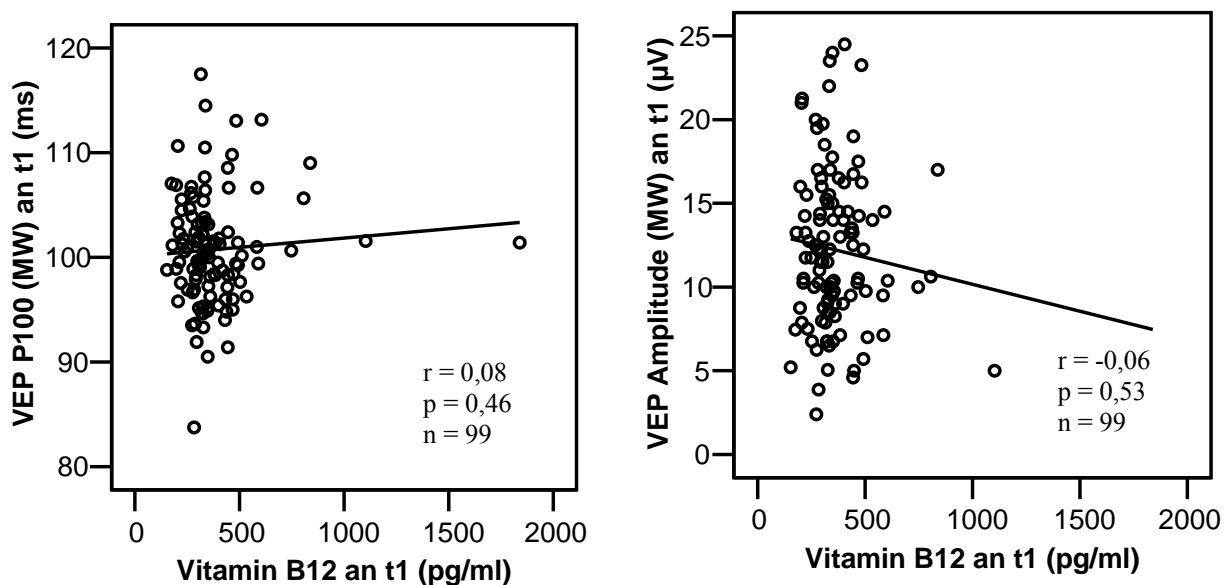 VEP P100 (MW) an t1 (ms)
120
110
100
90
80
r = 0,08
p = 0,46
n = 99
0 500 1000 1500 2000
Vitamin B12 an t1 (pg/ml)
VEP Amplitude (MW) an t1 (µV)
25
20
15
10
5
0
r = -0,06
p = 0,53
n = 99
0 500 1000 1500 2000
Vitamin B12 an t1 (pg/ml)